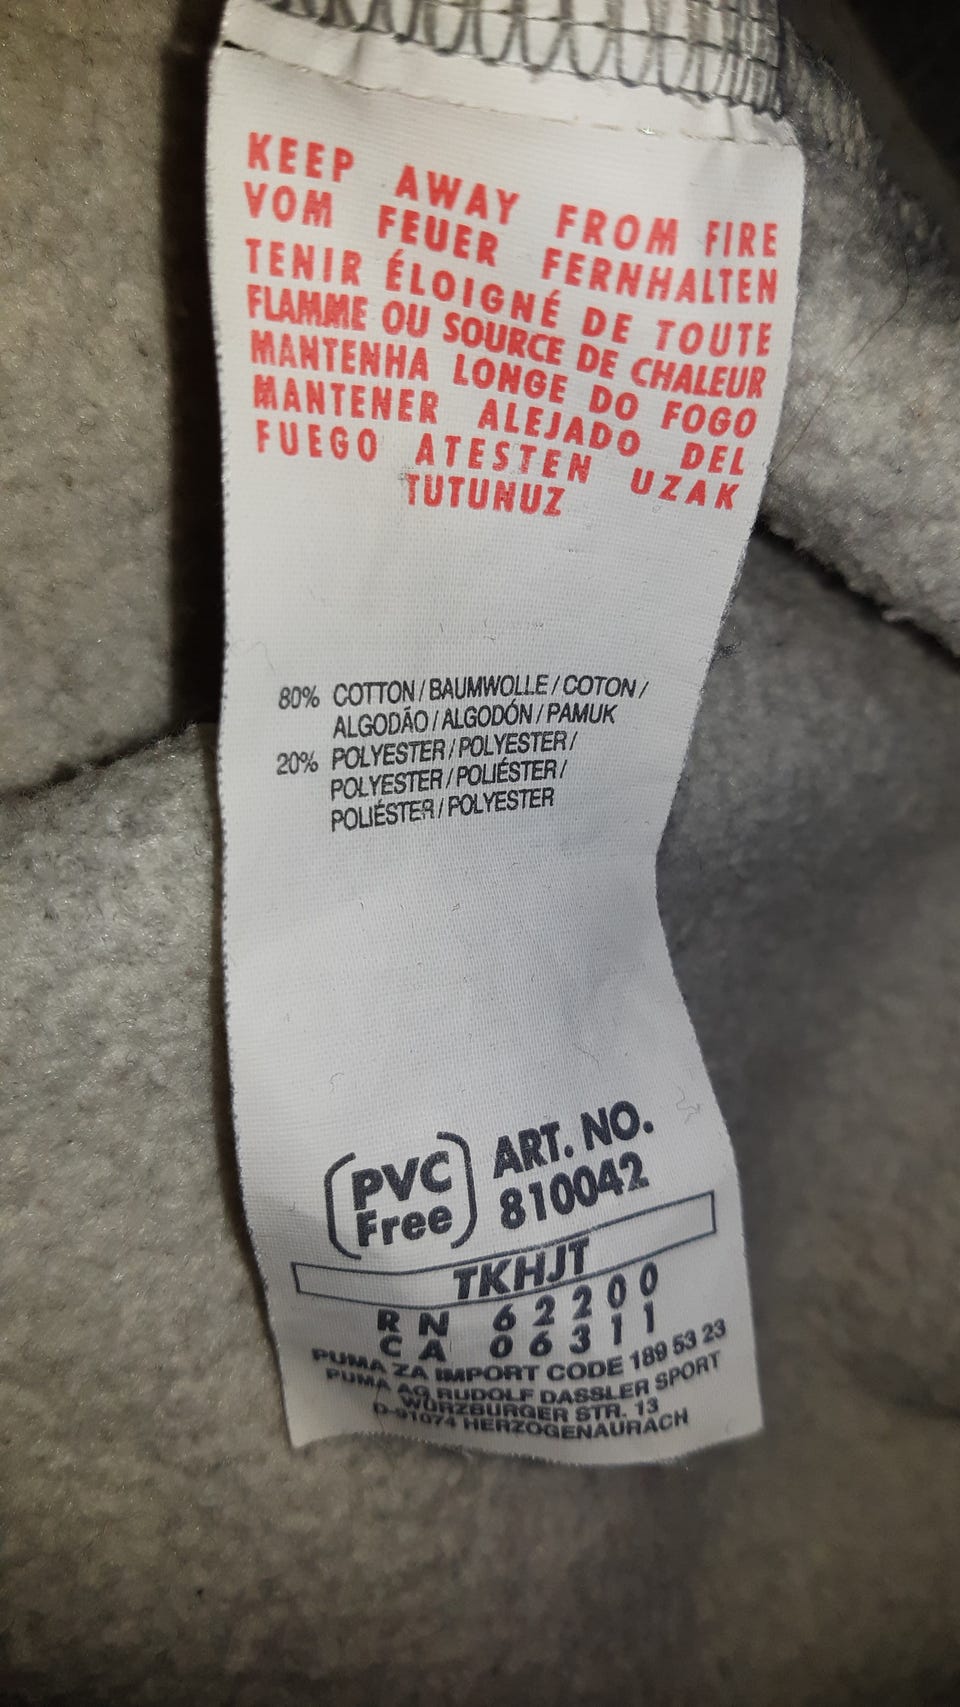 KEEP AWAY FROM FIRE
VOM FEUER FERNHALTEN
TENIR ÉLOIGNÉ DE TOUTE
FLAMME OU SOURCE DE CHALEUR
MANTENHA LONGE DO FOGO
MANTENER ALEJADO DEL
FUEGO ATESTEN UZAK
TUTUNUZ
80% COTTON / BAUMWOLLE / COTON /
ALGODÃO / ALGODÓN / PAMUK
20% POLYESTER / POLYESTER /
POLYESTER / POLIÉSTER /
POLIÉSTER / POLYESTER
PVC
Free
ART. NO.
810042
TKHJT
RN 62200
CA 06311
PUMA ZA IMPORT CODE 189 53 23
PUMA AG RUDOLF DASSLER SPORT
WÜRZBURGER STR. 13
D-91074 HERZOGENAURACH